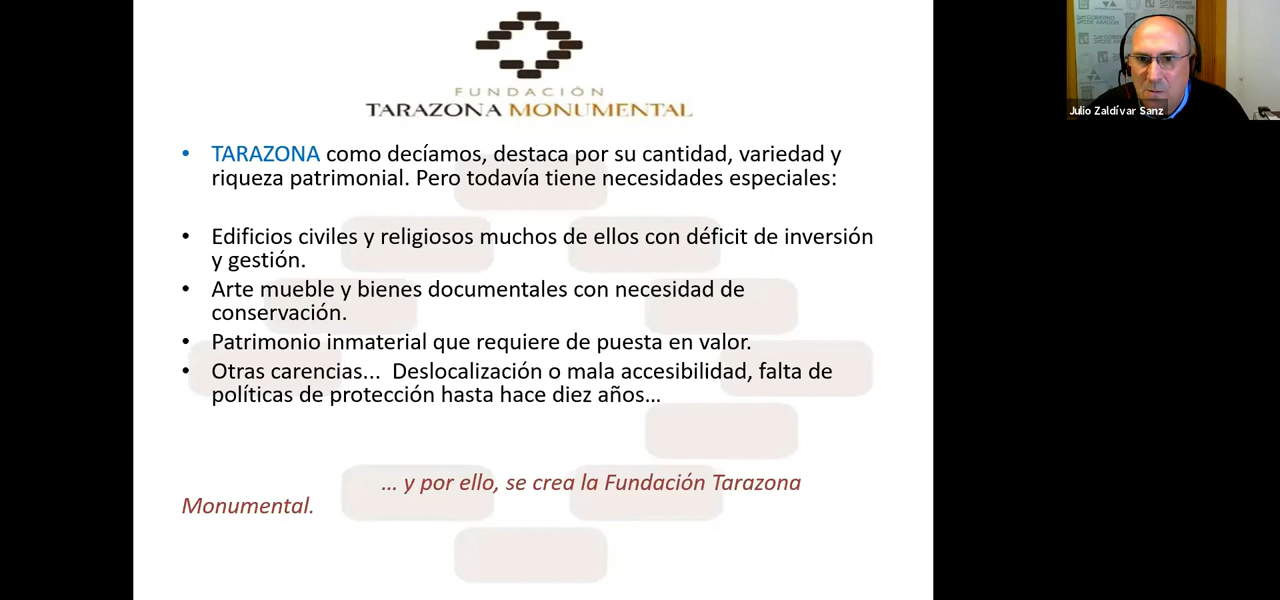 FUNDACIÓN
TARAZONA MONUMENTAL
• TARAZONA como decíamos, destaca por su cantidad, variedad y
riqueza patrimonial. Pero todavía tiene necesidades especiales:
• Edificios civiles y religiosos muchos de ellos con déficit de inversión
y gestión.
• Arte mueble y bienes documentales con necesidad de
conservación.
• Patrimonio inmaterial que requiere de puesta en valor.
• Otras carencias... Deslocalización o mala accesibilidad, falta de
políticas de protección hasta hace diez años…
… y por ello, se crea la Fundación Tarazona
Monumental.
GOBIERNO
DE ARAGON
Julio Zaldívar Sanz